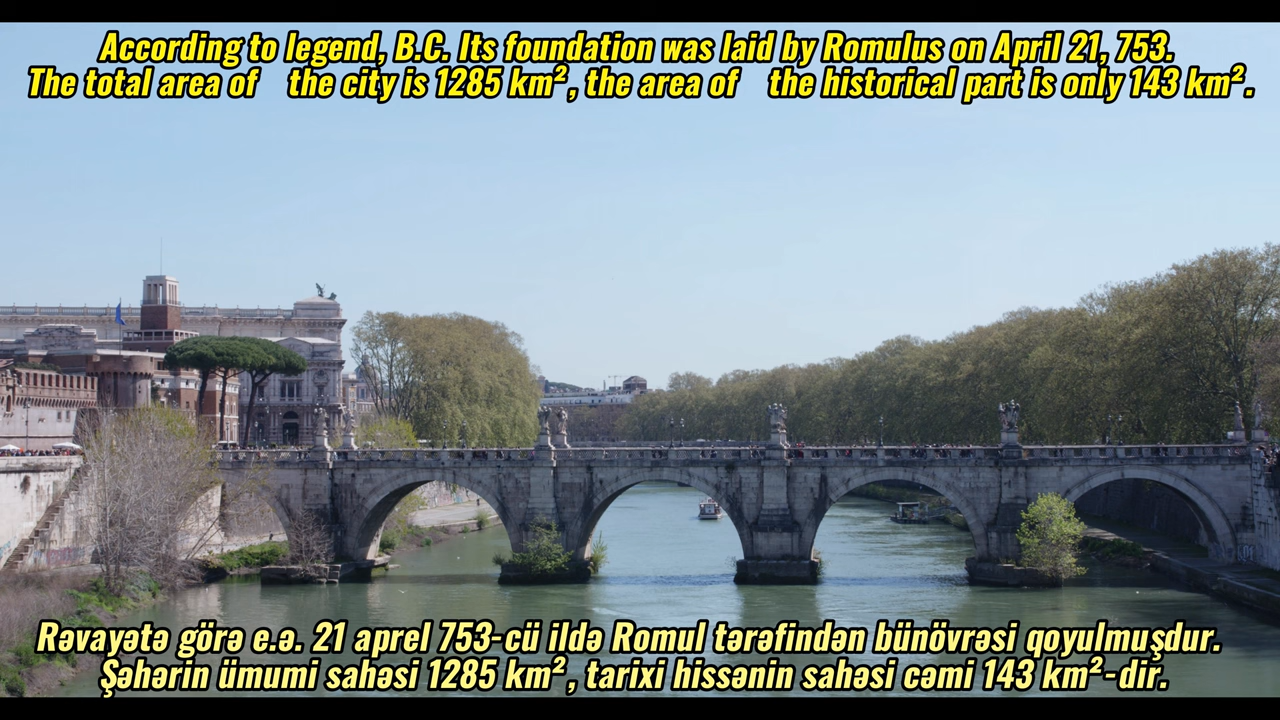 According to legend, B.C. Its foundation was laid by Romulus on April 21, 753.
The total area of the city is 1285 km², the area of the historical part is only 143 km².
Rəvayətə görə e.ə. 21 aprel 753-cü ildə Romul tərəfindən bünövrəsi qoyulmuşdur.
Şəhərin ümumi sahəsi 1285 km², tarixi hissənin sahəsi cəmi 143 km²-dir.